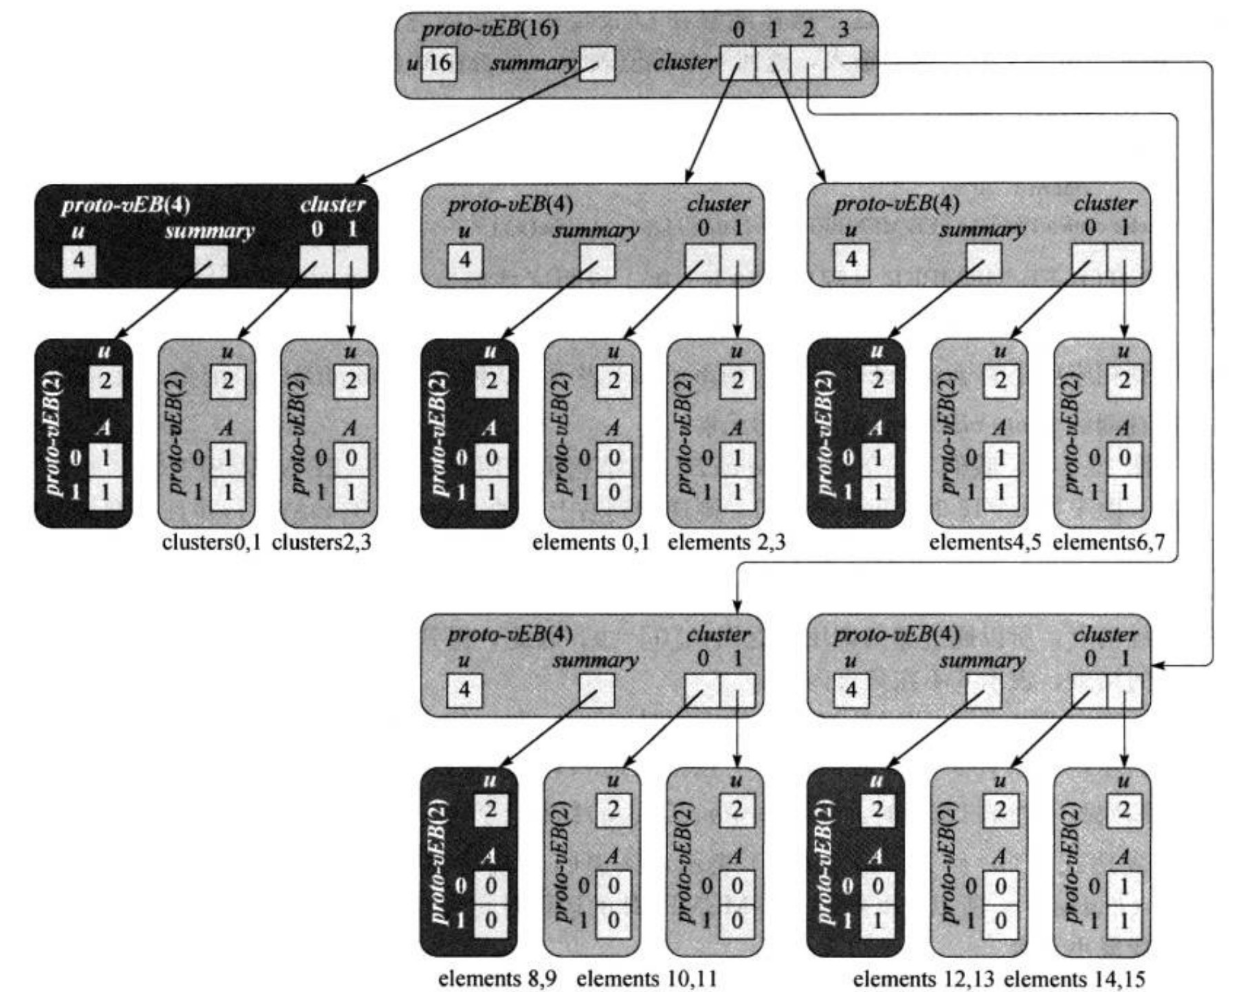 proto-vEB(16) 0 1 2 3
u 16 summary cluster
proto-vEB(4) cluster
u summary 0 1
4
proto-vEB(4) cluster
u summary 0 1
4
proto-vEB(4) cluster
u summary 0 1
4
proto-vEB(2)
u
2
A
0 1
1 1
proto-vEB(2)
u
2
A
0 1
1 1
proto-vEB(2)
u
2
A
0 0
1 1
proto-vEB(2)
u
2
A
0 0
1 1
proto-vEB(2)
u
2
A
0 0
1 0
proto-vEB(2)
u
2
A
0 1
1 1
proto-vEB(2)
u
2
A
0 1
1 1
proto-vEB(2)
u
2
A
0 1
1 1
proto-vEB(2)
u
2
A
0 0
1 1
clusters0,1 clusters2,3 elements 0,1 elements 2,3 elements4,5 elements6,7
proto-vEB(4) cluster
u summary 0 1
4
proto-vEB(4) cluster
u summary 0 1
4
proto-vEB(2)
u
2
A
0 0
1 0
proto-vEB(2)
u
2
A
0 0
1 0
proto-vEB(2)
u
2
A
0 0
1 0
proto-vEB(2)
u
2
A
0 0
1 1
proto-vEB(2)
u
2
A
0 0
1 0
proto-vEB(2)
u
2
A
0 1
1 1
elements 8,9 elements 10,11 elements 12,13 elements 14,15